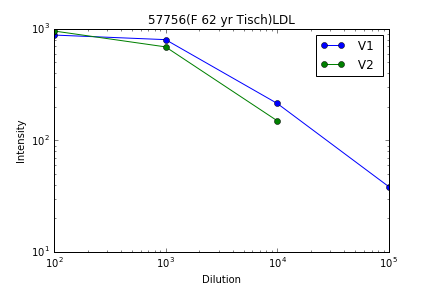 57756(F 62 yr Tisch)LDL
10³
V1
V2
10²
Intensity
10¹
10² 10³ 10⁴ 10⁵
Dilution